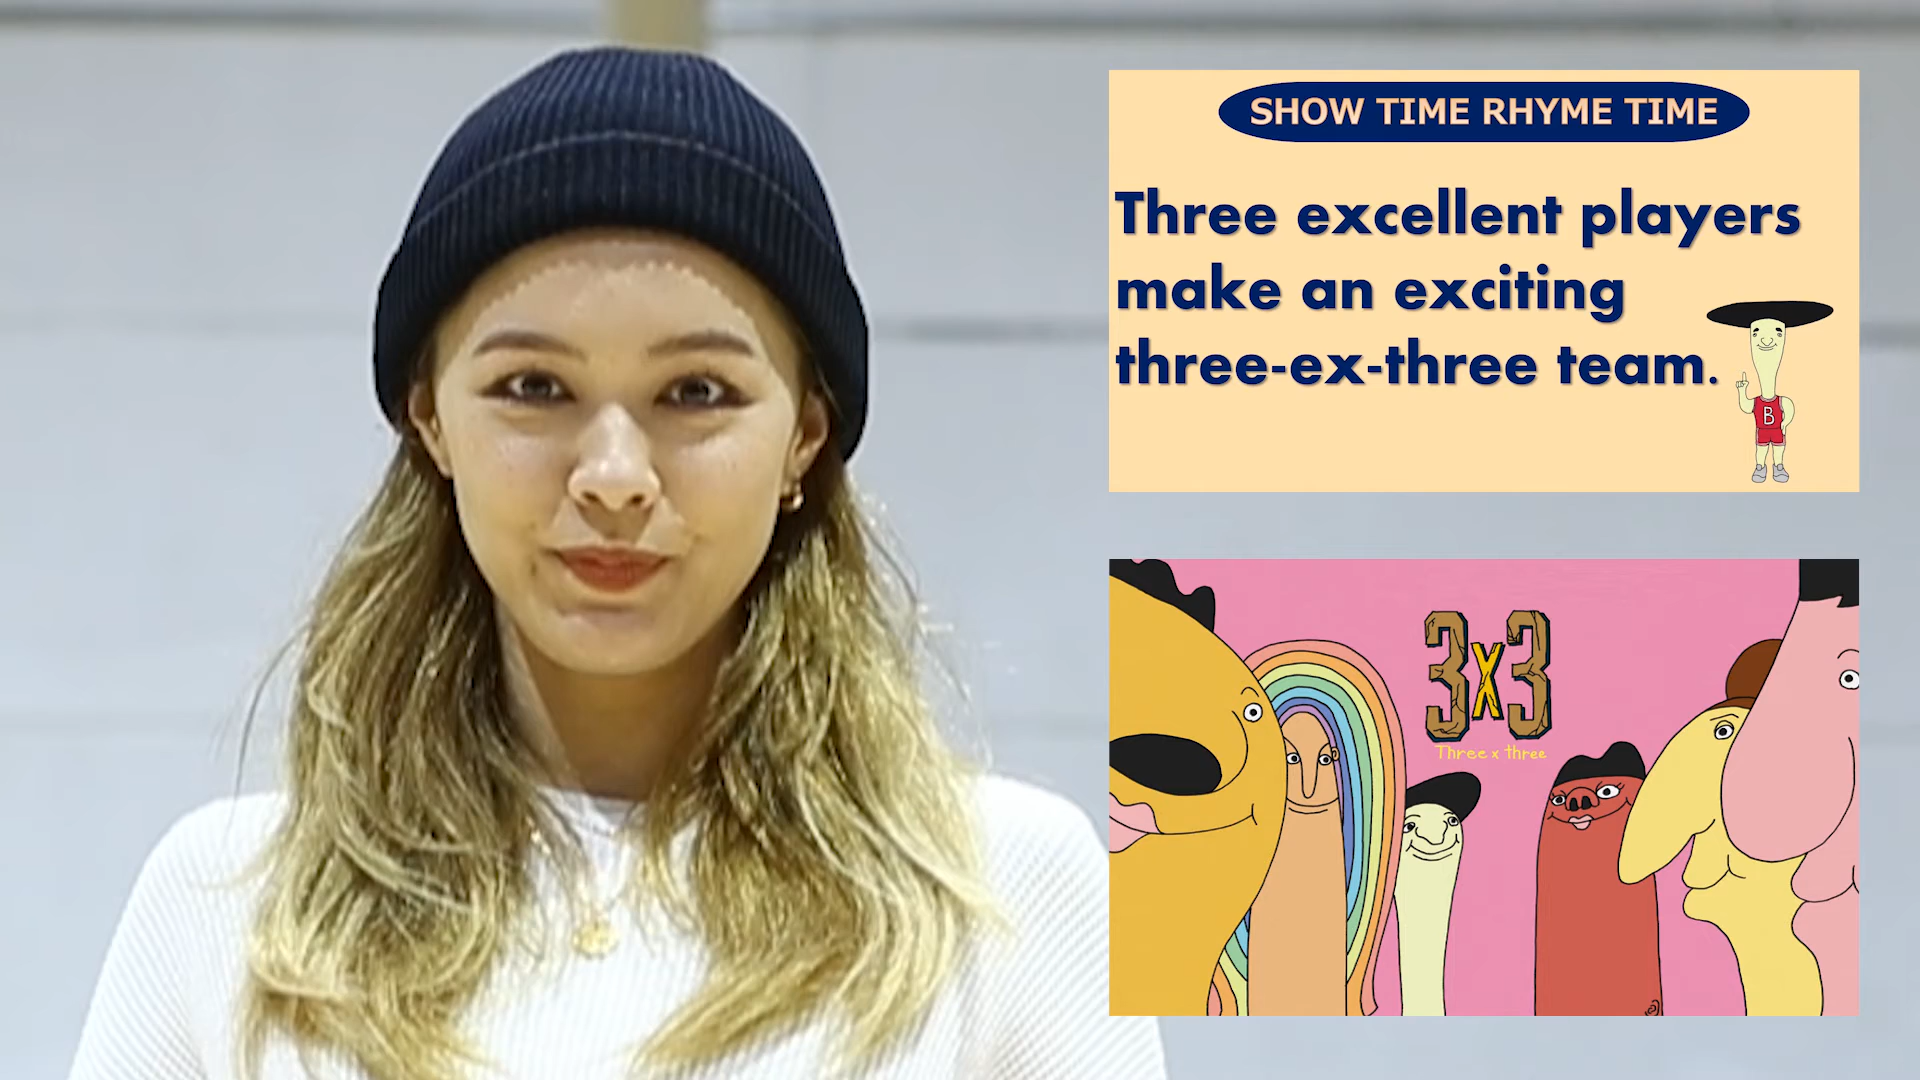 SHOW TIME RHYME TIME
Three excellent players
make an exciting
three-ex-three team.
B
3x3
Three x three